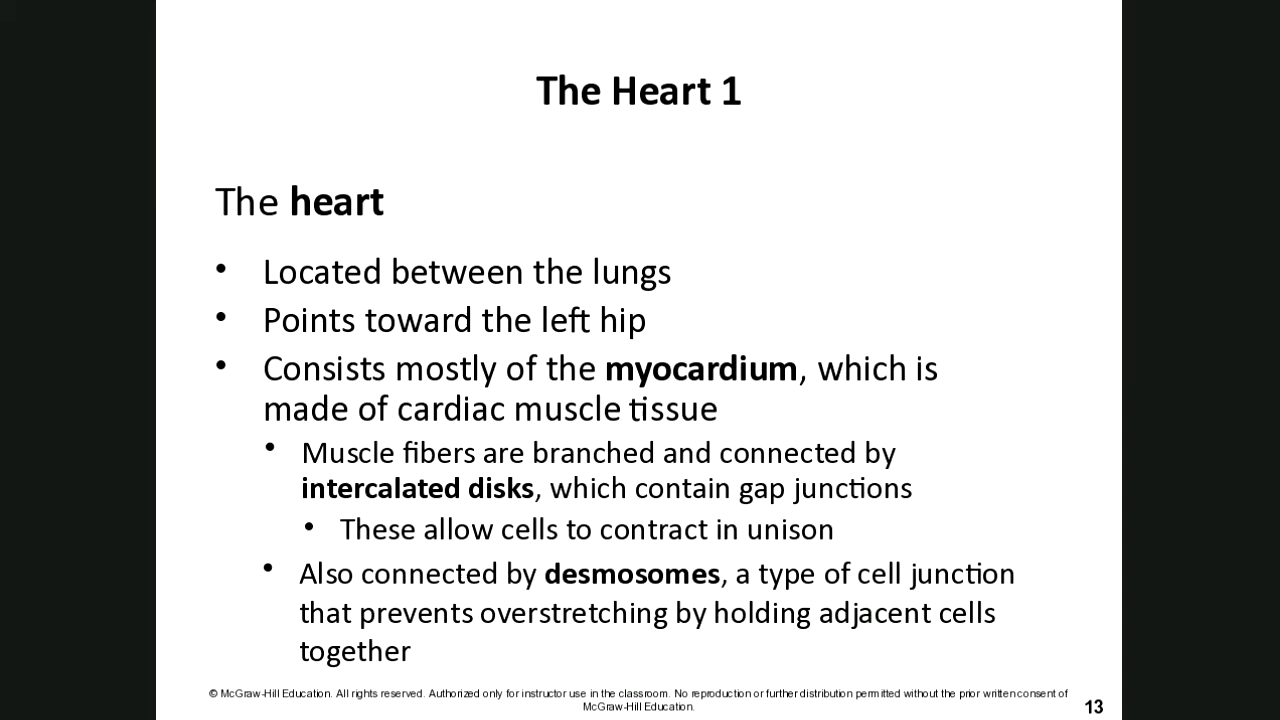 The Heart 1
The heart
• Located between the lungs
• Points toward the left hip
• Consists mostly of the myocardium, which is
made of cardiac muscle tissue
• Muscle fibers are branched and connected by
intercalated disks, which contain gap junctions
• These allow cells to contract in unison
• Also connected by desmosomes, a type of cell junction
that prevents overstretching by holding adjacent cells
together
© McGraw-Hill Education. All rights reserved. Authorized only for instructor use in the classroom. No reproduction or further distribution permitted without the prior written consent of
McGraw-Hill Education.
13